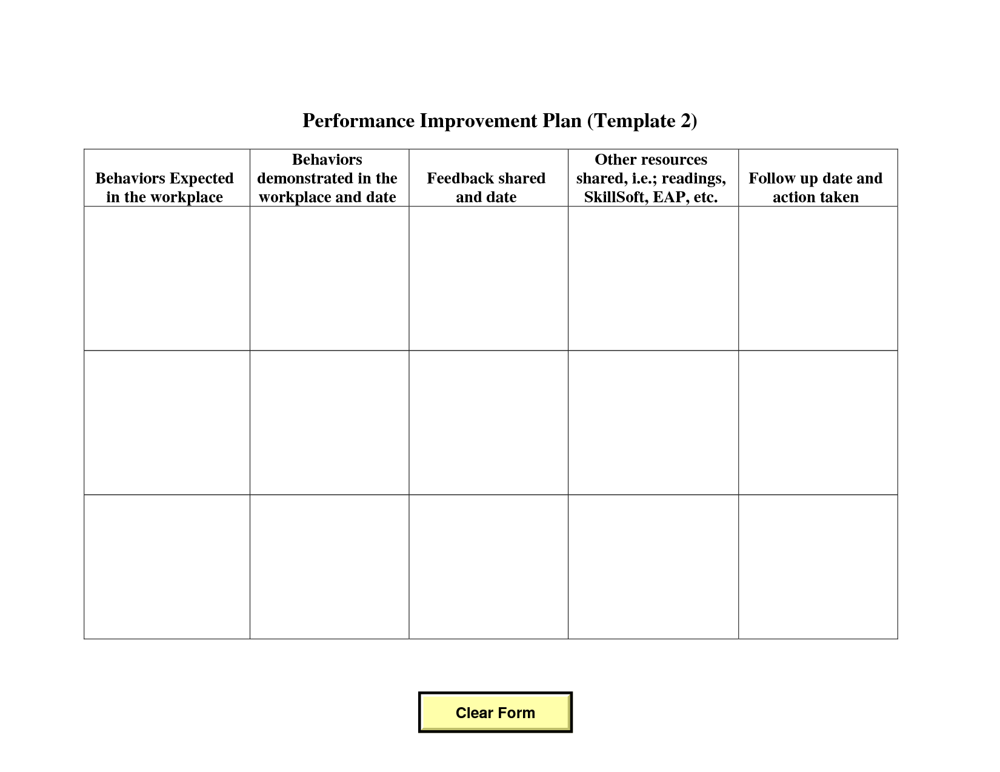 Performance Improvement Plan (Template 2)
Behaviors Expected
in the workplace
Behaviors
demonstrated in the
workplace and date
Feedback shared
and date
Other resources
shared, i.e.; readings,
SkillSoft, EAP, etc.
Follow up date and
action taken
Clear Form